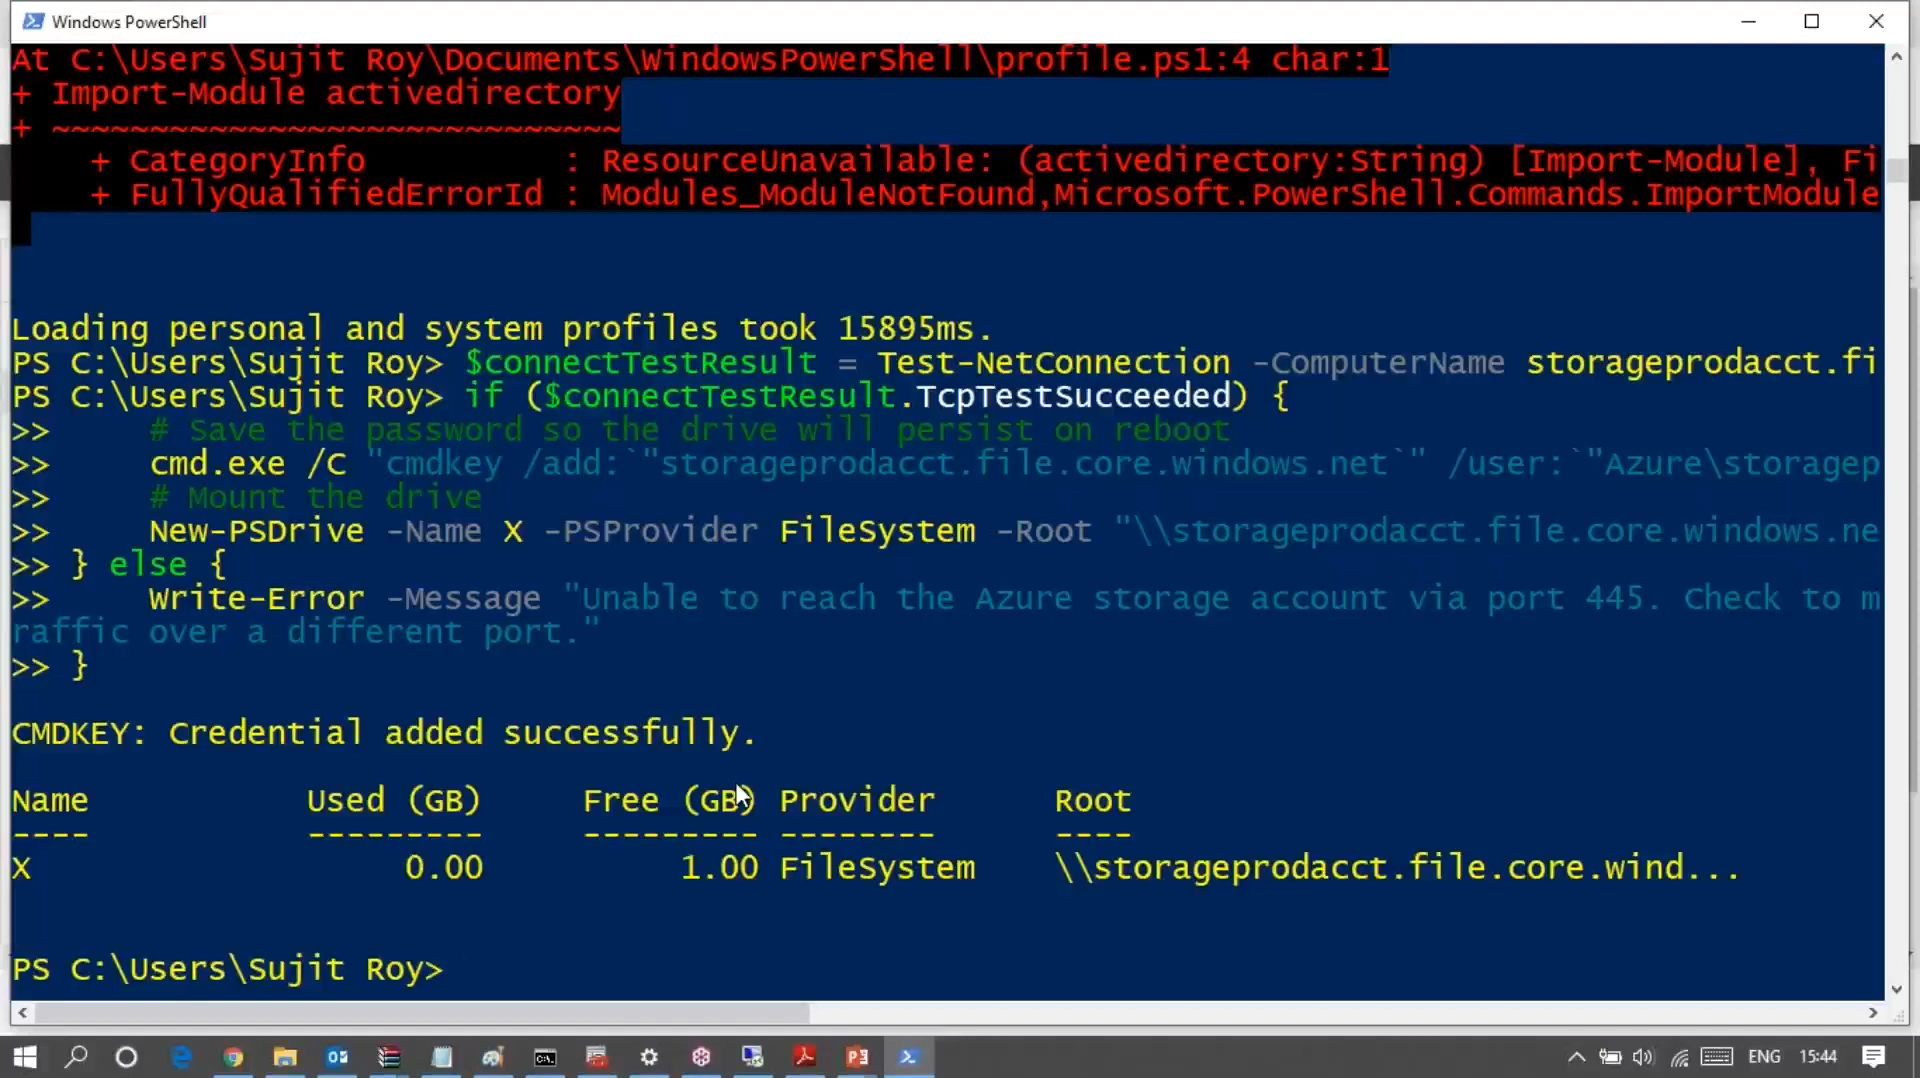 Windows PowerShell
At C:\Users\Sujit Roy\Documents\WindowsPowerShell\profile.ps1:4 char:1
+ Import-Module activedirectory
+ ~~~~~~~~~~~~~~~~~~~~~~~~~~~~~
+ CategoryInfo          : ResourceUnavailable: (activedirectory:String) [Import-Module], Fi
+ FullyQualifiedErrorId : Modules_ModuleNotFound,Microsoft.PowerShell.Commands.ImportModule
Loading personal and system profiles took 15895ms.
PS C:\Users\Sujit Roy> $connectTestResult = Test-NetConnection -ComputerName storageprodacct.fi
PS C:\Users\Sujit Roy> if ($connectTestResult.TcpTestSucceeded) {
>>     # Save the password so the drive will persist on reboot
>>     cmd.exe /C "cmdkey /add:`"storageprodacct.file.core.windows.net`" /user:`"Azure\storagep
>>     # Mount the drive
>>     New-PSDrive -Name X -PSProvider FileSystem -Root "\\storageprodacct.file.core.windows.ne
>> } else {
>>     Write-Error -Message "Unable to reach the Azure storage account via port 445. Check to m
raffic over a different port."
>> }
CMDKEY: Credential added successfully.
Name           Used (GB)     Free (GB) Provider      Root
----           ---------     --------- --------      ----
X                   0.00          1.00 FileSystem    \\storageprodacct.file.core.wind...
PS C:\Users\Sujit Roy>
ENG 15:44